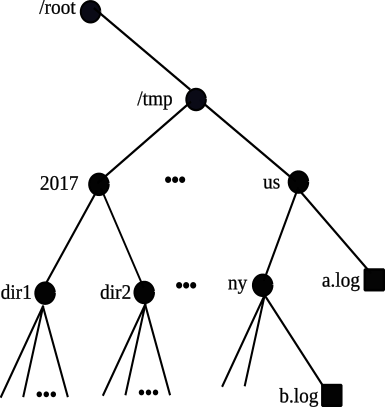 /root
/tmp
2017
...
us
dir1
dir2
...
ny
a.log
...
...
b.log